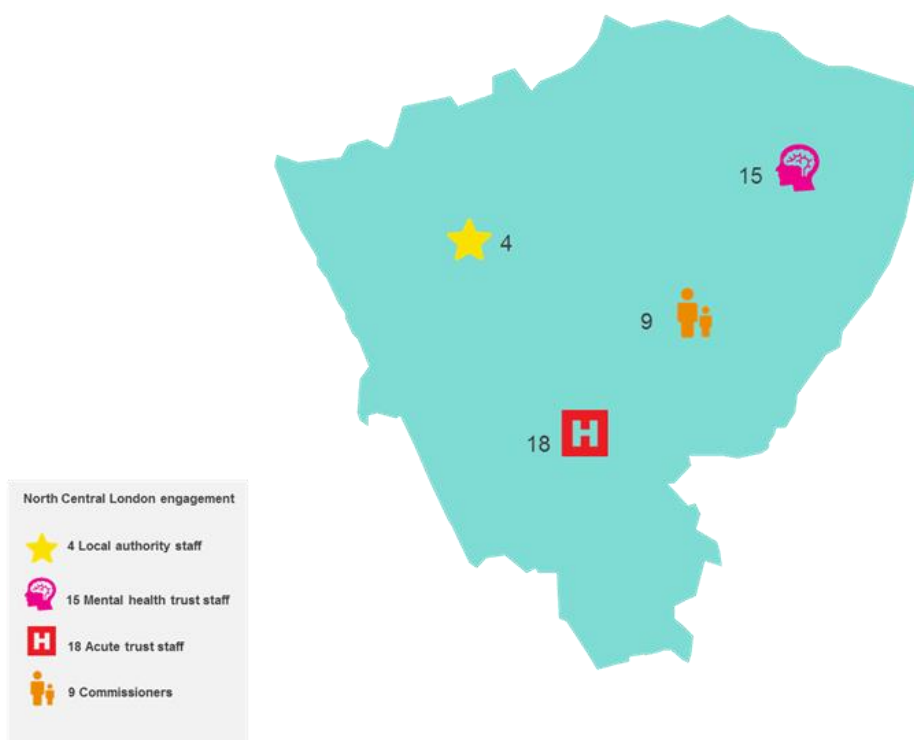 15
4
9
18
H
North Central London engagement
4 Local authority staff
15 Mental health trust staff
H 18 Acute trust staff
9 Commissioners